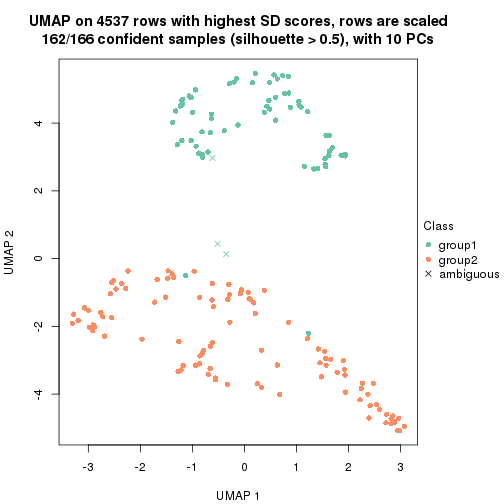 UMAP on 4537 rows with highest SD scores, rows are scaled
162/166 confident samples (silhouette > 0.5), with 10 PCs
4
2
0
-2
-4
UMAP 2
-3 -2 -1 0 1 2 3
UMAP 1
Class
group1
group2
ambiguous